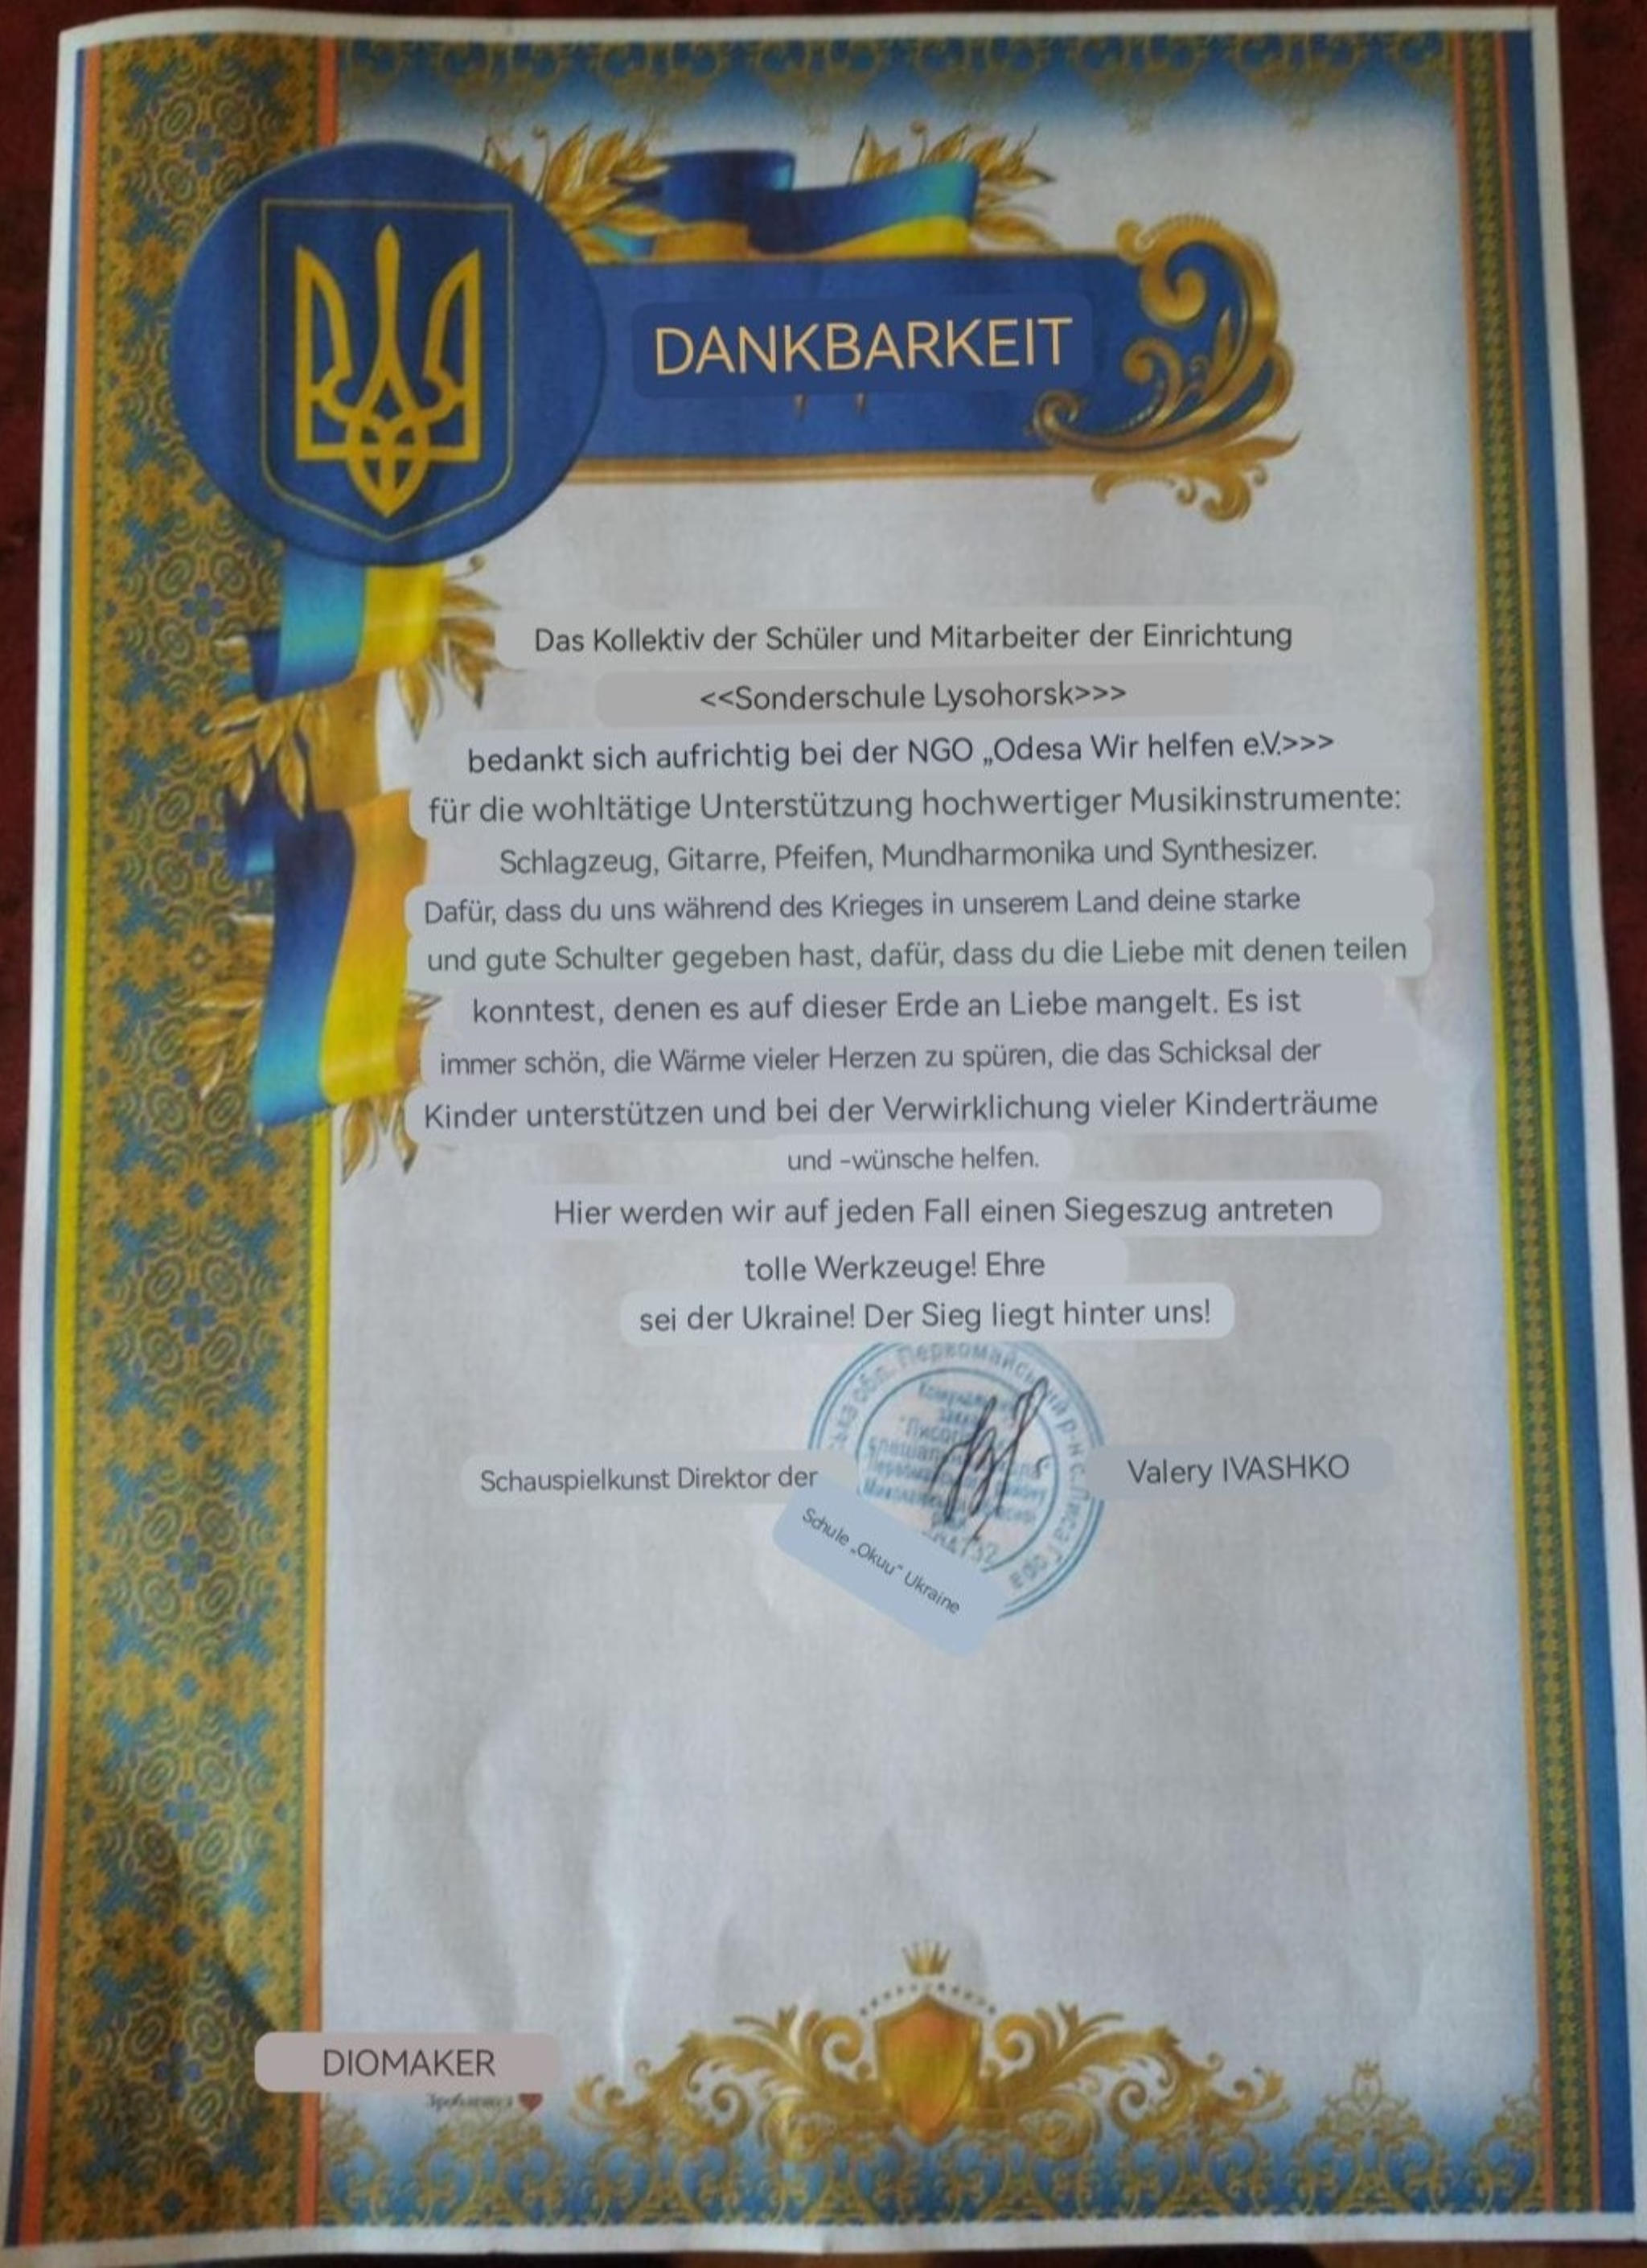 DANKBARKEIT
Das Kollektiv der Schüler und Mitarbeiter der Einrichtung
<<Sonderschule Lysohorsk>>>
bedankt sich aufrichtig bei der NGO „Odesa Wir helfen e.V.>>>
für die wohltätige Unterstützung hochwertiger Musikinstrumente:
Schlagzeug, Gitarre, Pfeifen, Mundharmonika und Synthesizer.
Dafür, dass du uns während des Krieges in unserem Land deine starke
und gute Schulter gegeben hast, dafür, dass du die Liebe mit denen teilen
konntest, denen es auf dieser Erde an Liebe mangelt. Es ist
immer schön, die Wärme vieler Herzen zu spüren, die das Schicksal der
Kinder unterstützen und bei der Verwirklichung vieler Kinderträume
und -wünsche helfen.
Hier werden wir auf jeden Fall einen Siegeszug antreten
tolle Werkzeuge! Ehre
sei der Ukraine! Der Sieg liegt hinter uns!
обл. Первомайський р-н с.Лиса Гора
Schauspielkunst Direktor der
Valery IVASHKO
Schule „Okuu“ Ukraine
DIOMAKER